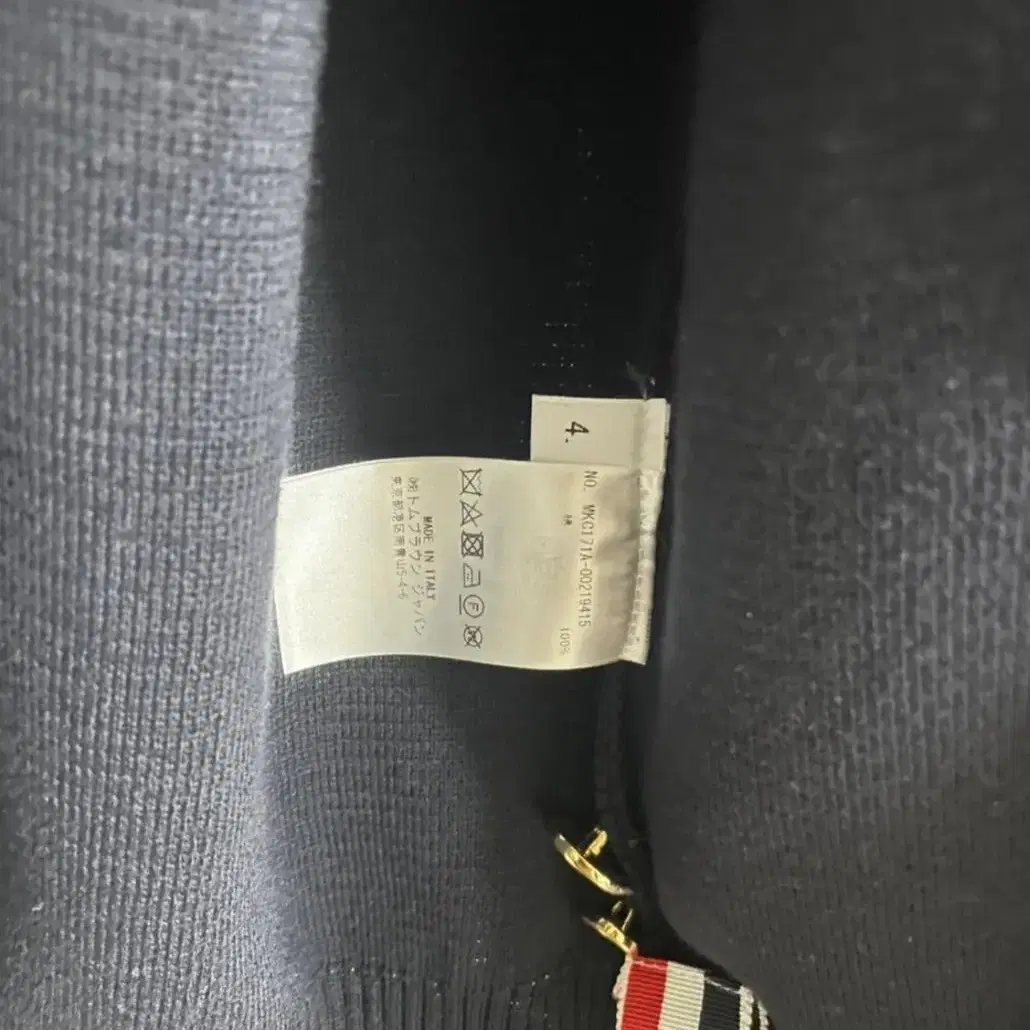 4.
NO. MKC171A-00219415
綿 100%
MADE IN ITALY
㈱トムブラウン ジャパン
東京都港区南青山5-4-6